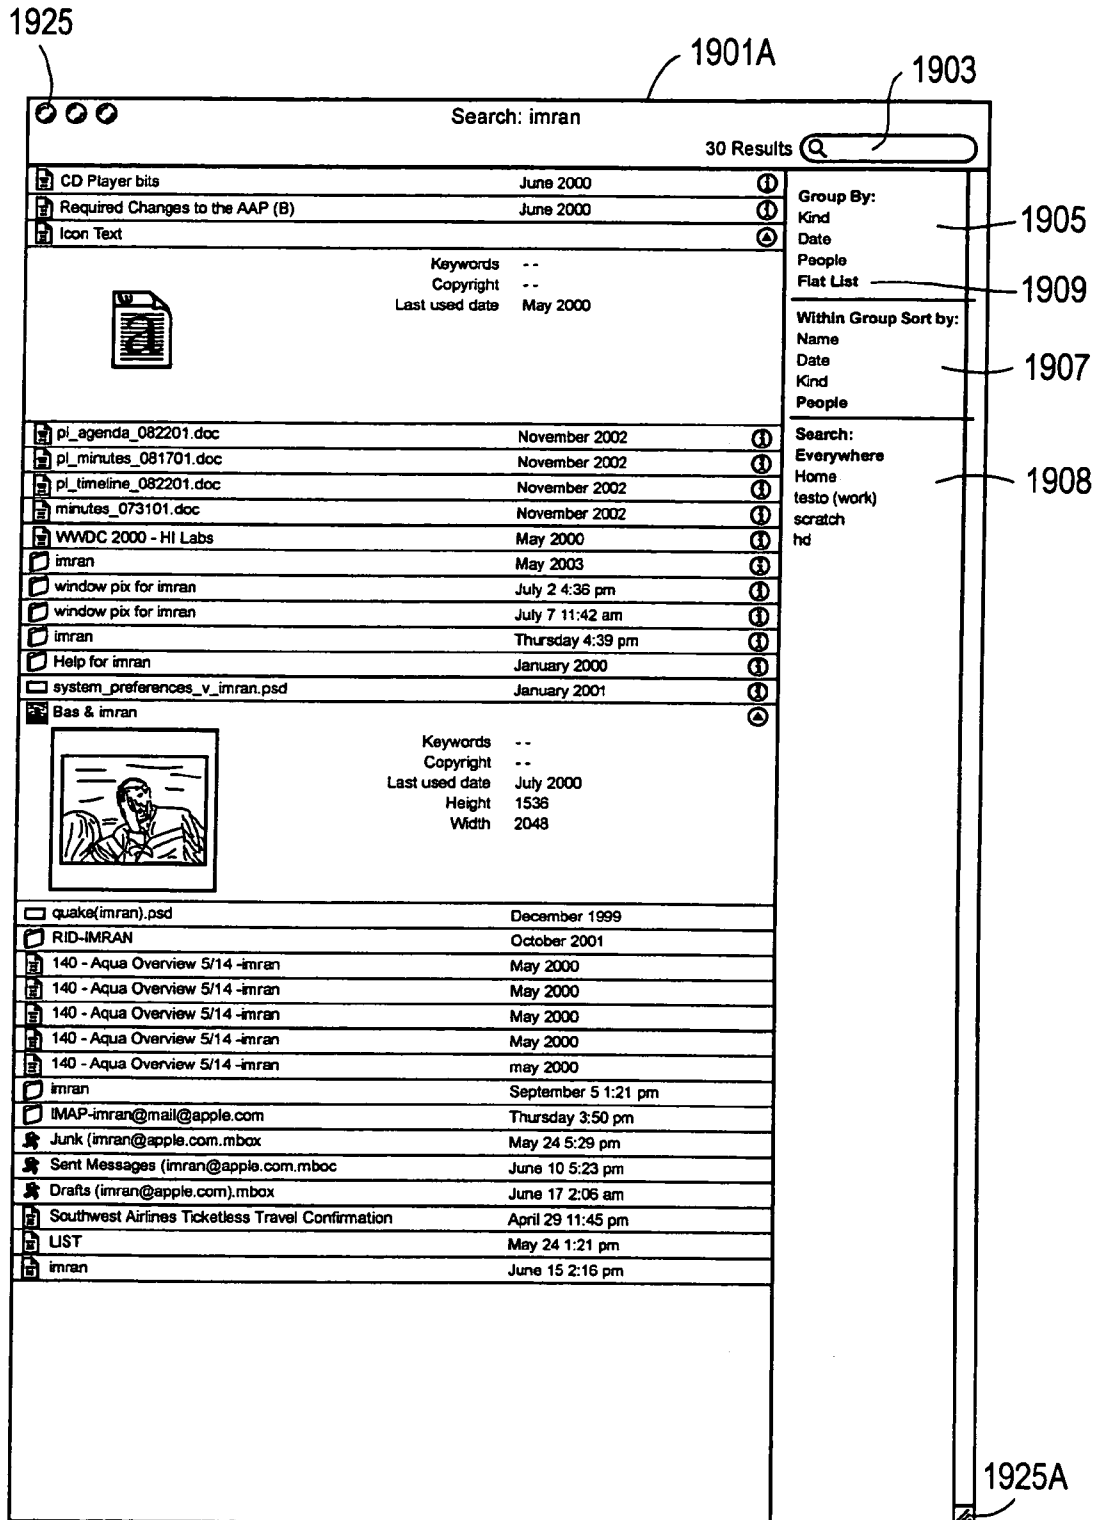 1925
1901A
1903
Search: imran
30 Results
CD Player bits June 2000
Required Changes to the AAP (B) June 2000
Icon Text
Keywords --
Copyright --
Last used date May 2000
pi_agenda_082201.doc November 2002
pl_minutes_081701.doc November 2002
pl_timeline_082201.doc November 2002
minutes_073101.doc November 2002
WWDC 2000 - HI Labs May 2000
imran May 2003
window pix for imran July 2 4:36 pm
window pix for imran July 7 11:42 am
imran Thursday 4:39 pm
Help for imran January 2000
system_preferences_v_imran.psd January 2001
Bas & imran
Keywords --
Copyright --
Last used date July 2000
Height 1536
Width 2048
quake(imran).psd December 1999
RID-IMRAN October 2001
140 - Aqua Overview 5/14 -imran May 2000
140 - Aqua Overview 5/14 -imran May 2000
140 - Aqua Overview 5/14 -imran May 2000
140 - Aqua Overview 5/14 -imran May 2000
140 - Aqua Overview 5/14 -imran may 2000
imran September 5 1:21 pm
IMAP-imran@mail@apple.com Thursday 3:50 pm
Junk (imran@apple.com.mbox May 24 5:29 pm
Sent Messages (imran@apple.com.mboc June 10 5:23 pm
Drafts (imran@apple.com).mbox June 17 2:06 am
Southwest Airlines Ticketless Travel Confirmation April 29 11:45 pm
LIST May 24 1:21 pm
imran June 15 2:16 pm
Group By:
Kind
Date
People
Flat List
Within Group Sort by:
Name
Date
Kind
People
Search:
Everywhere
Home
testo (work)
scratch
hd
1905
1909
1907
1908
1925A